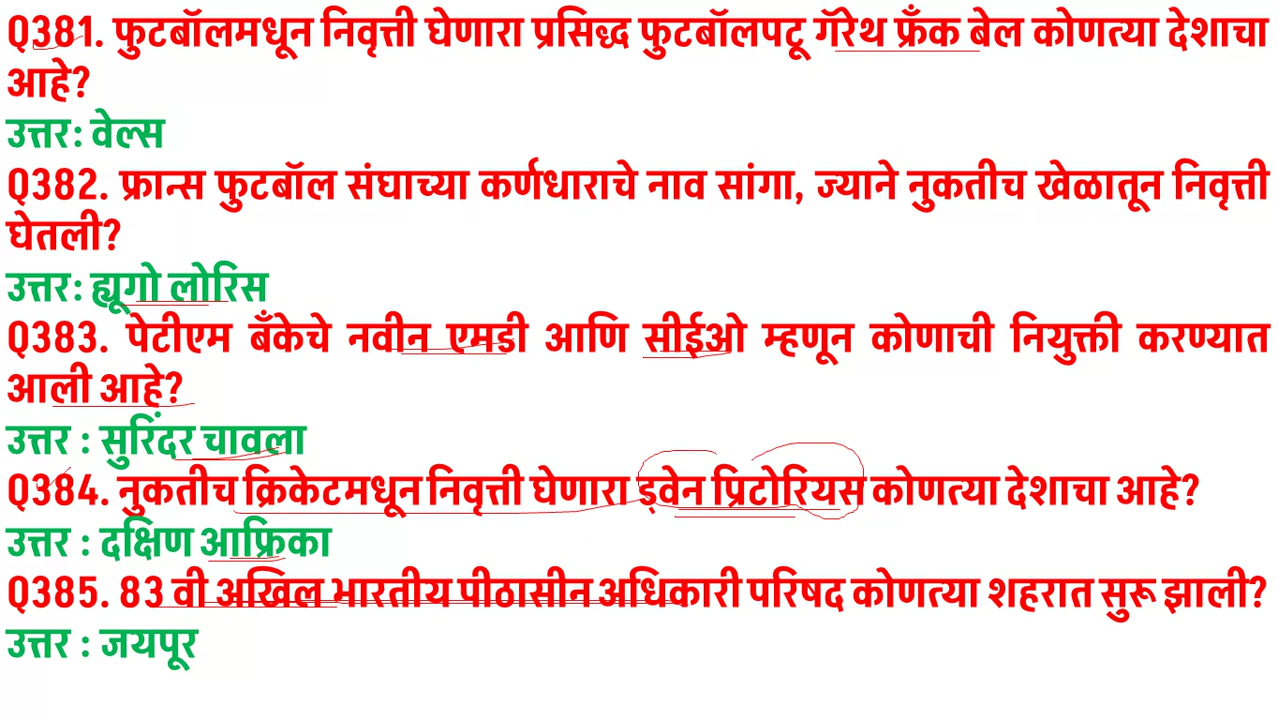 Q381. फुटबॉलमधून निवृत्ती घेणारा प्रसिद्ध फुटबॉलपटू गॅरेथ फ्रँक बेल कोणत्या देशाचा
आहे?
उत्तर: वेल्स
Q382. फ्रान्स फुटबॉल संघाच्या कर्णधाराचे नाव सांगा, ज्याने नुकतीच खेळातून निवृत्ती
घेतली?
उत्तर: ह्यूगो लोरिस
Q383. पेटीएम बँकेचे नवीन एमडी आणि सीईओ म्हणून कोणाची नियुक्ती करण्यात
आली आहे?
उत्तर : सुरिंदर चावला
Q384. नुकतीच क्रिकेटमधून निवृत्ती घेणारा ड्वेन प्रिटोरियस कोणत्या देशाचा आहे?
उत्तर : दक्षिण आफ्रिका
Q385. 83 वी अखिल भारतीय पीठासीन अधिकारी परिषद कोणत्या शहरात सुरू झाली?
उत्तर : जयपूर